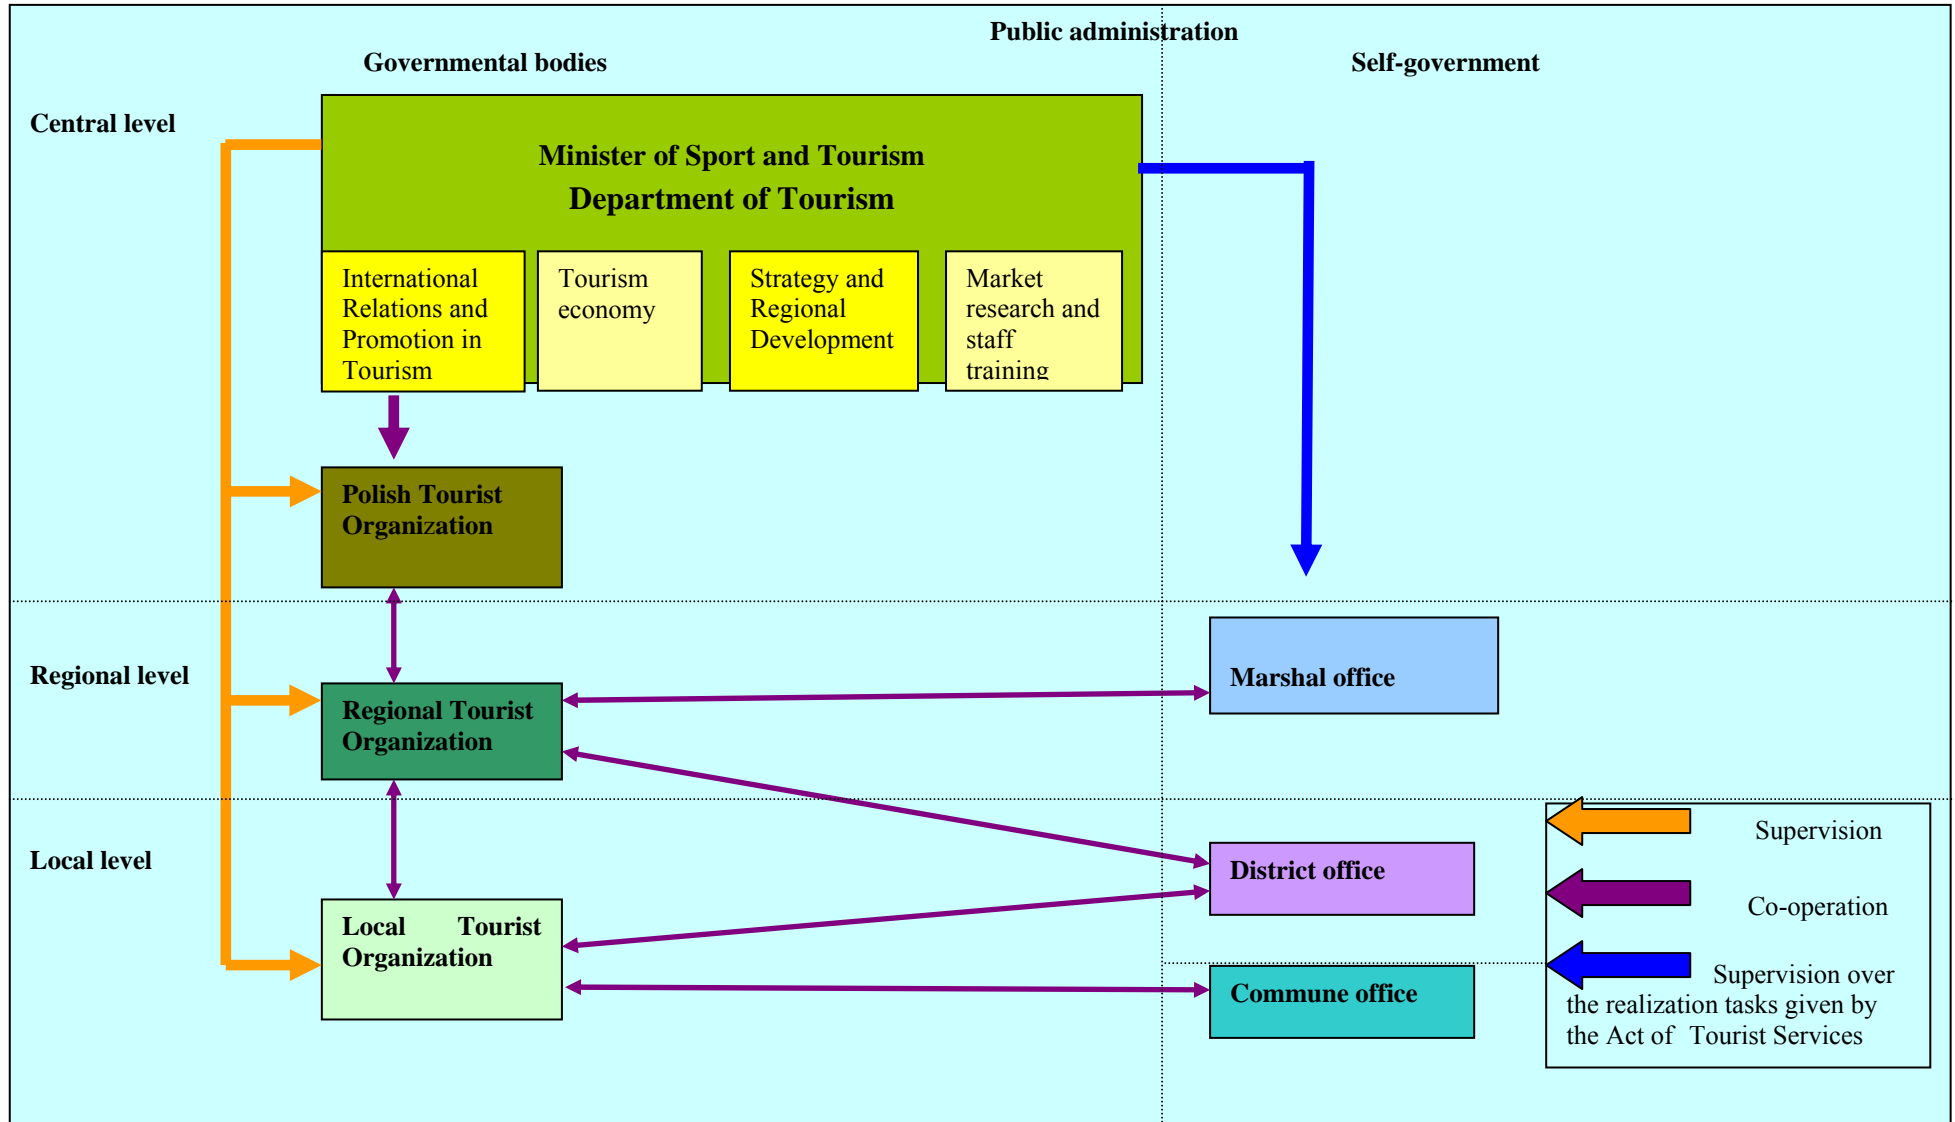 Public administration
Governmental bodies
Self-government
Central level
Minister of Sport and Tourism
Department of Tourism
International
Relations and
Promotion in
Tourism
Tourism
economy
Strategy and
Regional
Development
Market
research and
staff
training
Polish Tourist
Organization
Regional level
Regional Tourist
Organization
Marshal office
Local level
Local Tourist
Organization
District office
Commune office
Supervision
Co-operation
Supervision over
the realization tasks given by
the Act of Tourist Services